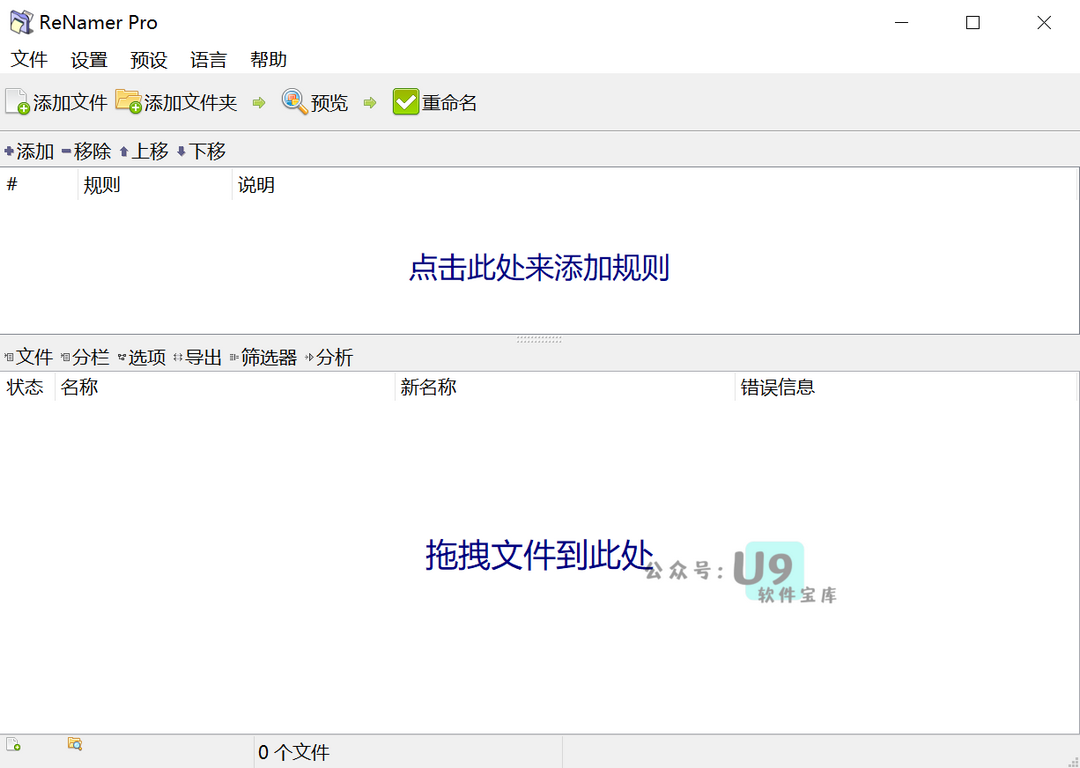 ReNamer Pro
文件 设置 预设 语言 帮助
添加文件 添加文件夹 预览 重命名
添加 移除 上移 下移
# 规则 说明
点击此处来添加规则
文件 分栏 选项 导出 筛选器 分析
状态 名称 新名称 错误信息
拖拽文件到此处
公众号: U9
软件宝库
0 个文件